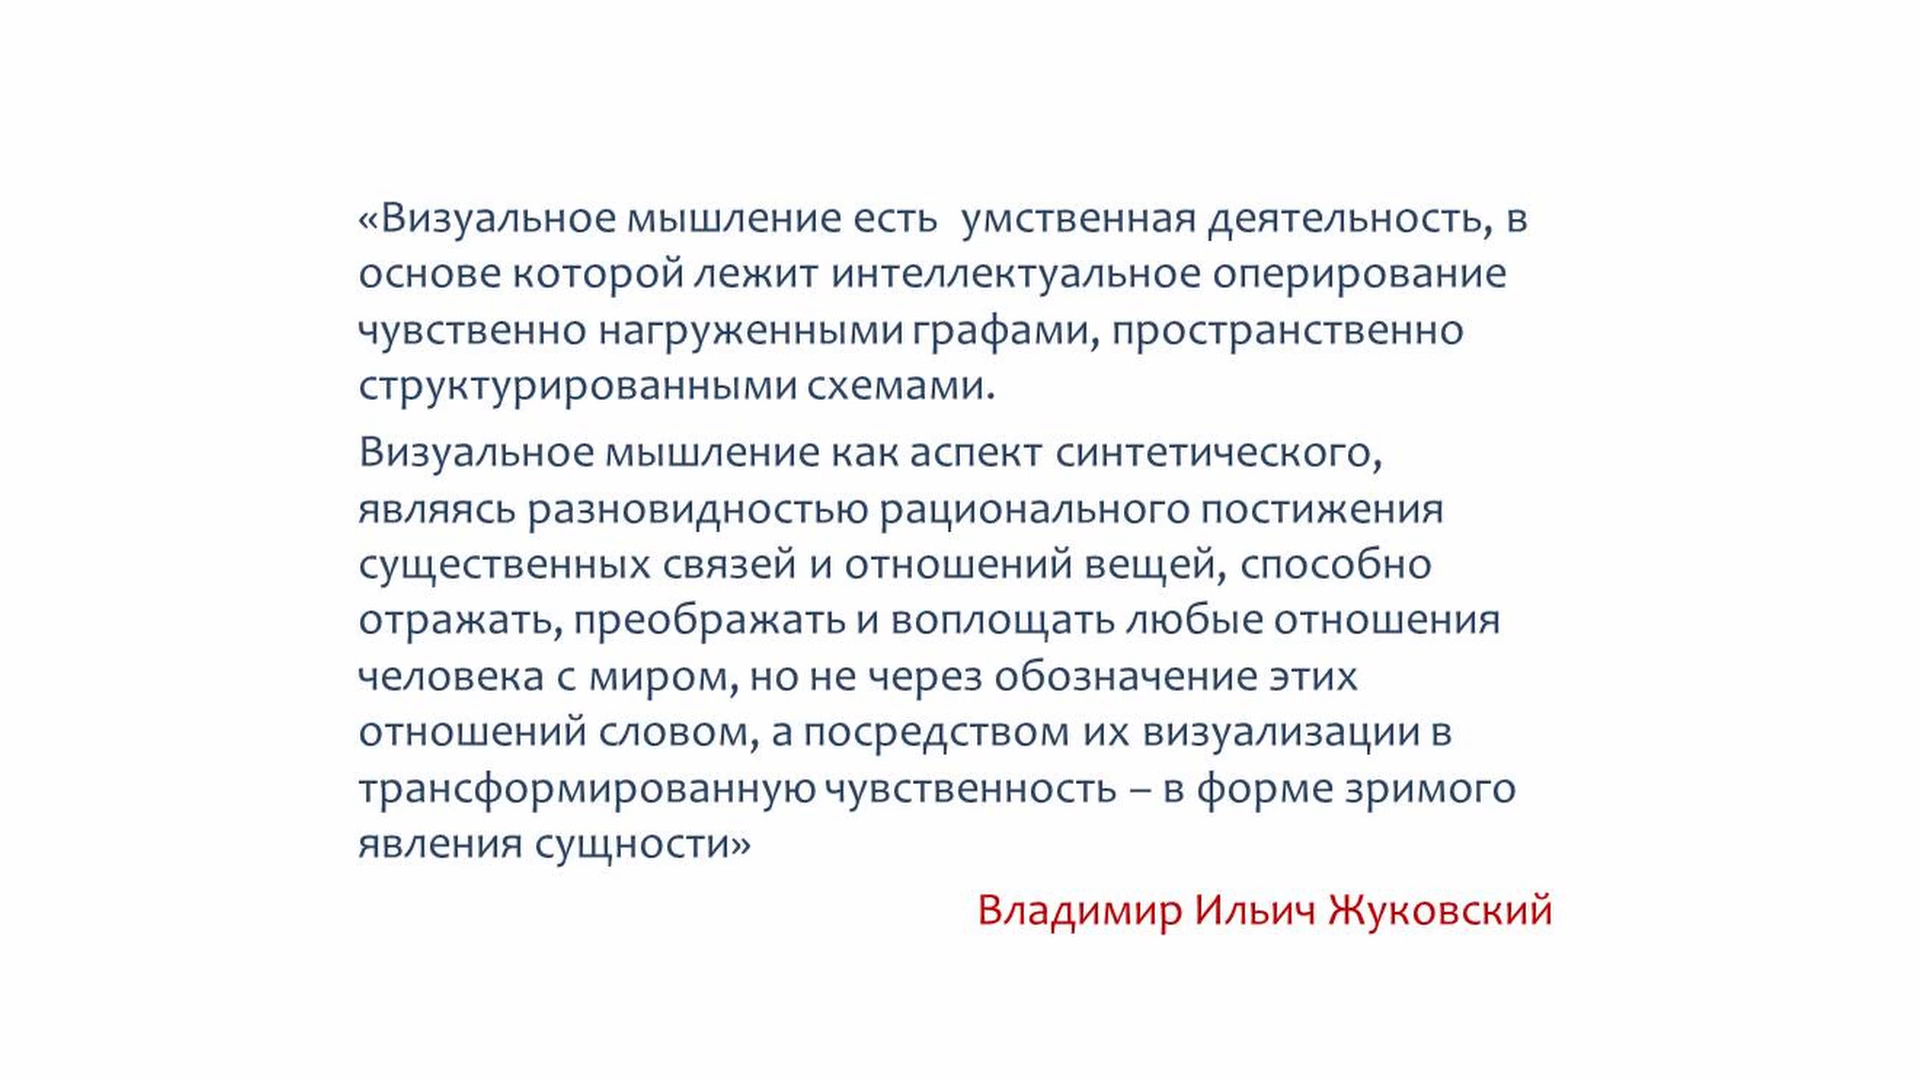 «Визуальное мышление есть  умственная деятельность, в
основе которой лежит интеллектуальное оперирование
чувственно нагруженными графами, пространственно
структурированными схемами.
Визуальное мышление как аспект синтетического,
являясь разновидностью рационального постижения
существенных связей и отношений вещей, способно
отражать, преображать и воплощать любые отношения
человека с миром, но не через обозначение этих
отношений словом, а посредством их визуализации в
трансформированную чувственность – в форме зримого
явления сущности»
Владимир Ильич Жуковский